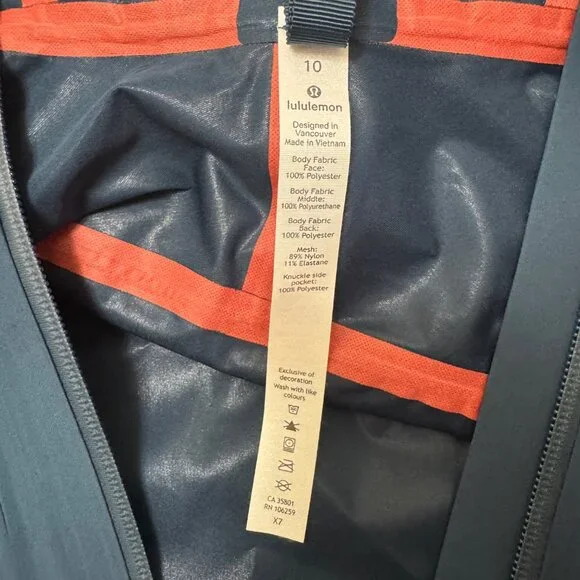 10
lululemon
Designed in
Vancouver
Made in Vietnam
Body Fabric
Face:
100% Polyester
Body Fabric
Middle:
100% Polyurethane
Body Fabric
Back:
100% Polyester
Mesh:
89% Nylon
11% Elastane
Knuckle side
pocket:
100% Polyester
Exclusive of
decoration
Wash with like
colours
CA 35801
RN 106259
X7